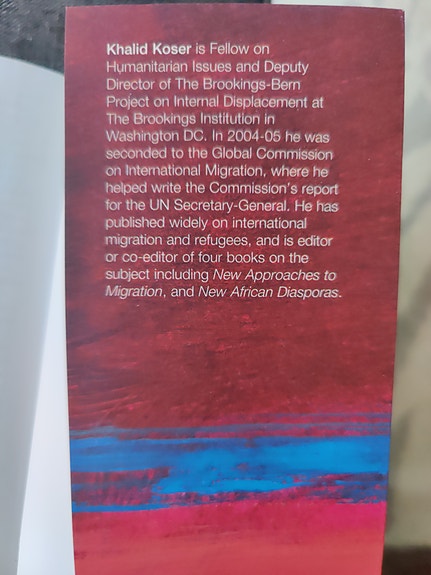 Khalid Koser is Fellow on
Humanitarian Issues and Deputy
Director of The Brookings-Bern
Project on Internal Displacement at
The Brookings Institution in
Washington DC. In 2004-05 he was
seconded to the Global Commission
on International Migration, where he
helped write the Commission's report
for the UN Secretary-General. He has
published widely on international
migration and refugees, and is editor
or co-editor of four books on the
subject including New Approaches to
Migration, and New African Diasporas.